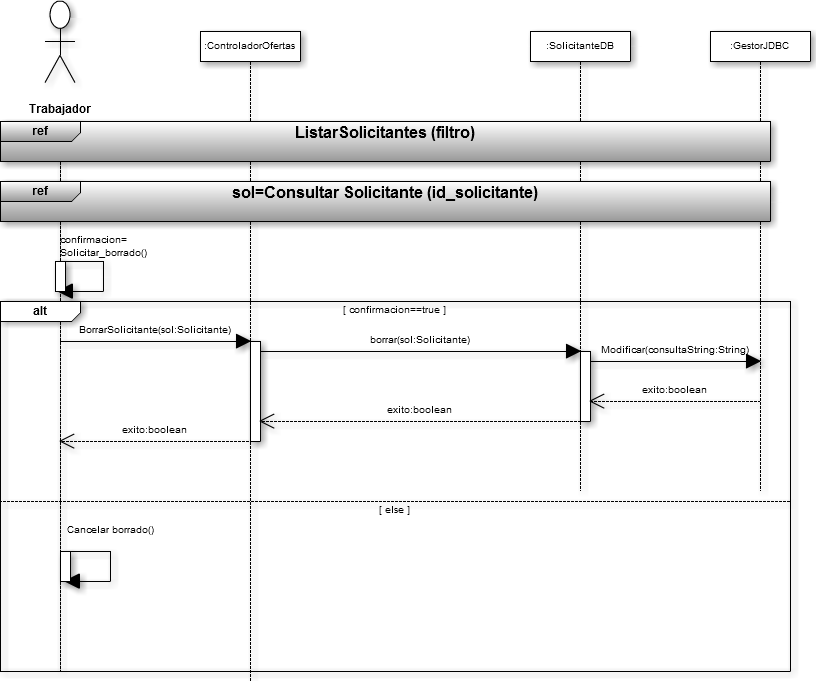 :ControladorOfertas
:SolicitanteDB
:GestorJDBC
Trabajador
ref
ListarSolicitantes (filtro)
ref
sol=Consultar Solicitante (id_solicitante)
confirmacion=
Solicitar_borrado()
alt
[ confirmacion==true ]
BorrarSolicitante(sol:Solicitante)
borrar(sol:Solicitante)
Modificar(consultaString:String)
exito:boolean
exito:boolean
exito:boolean
[ else ]
Cancelar borrado()